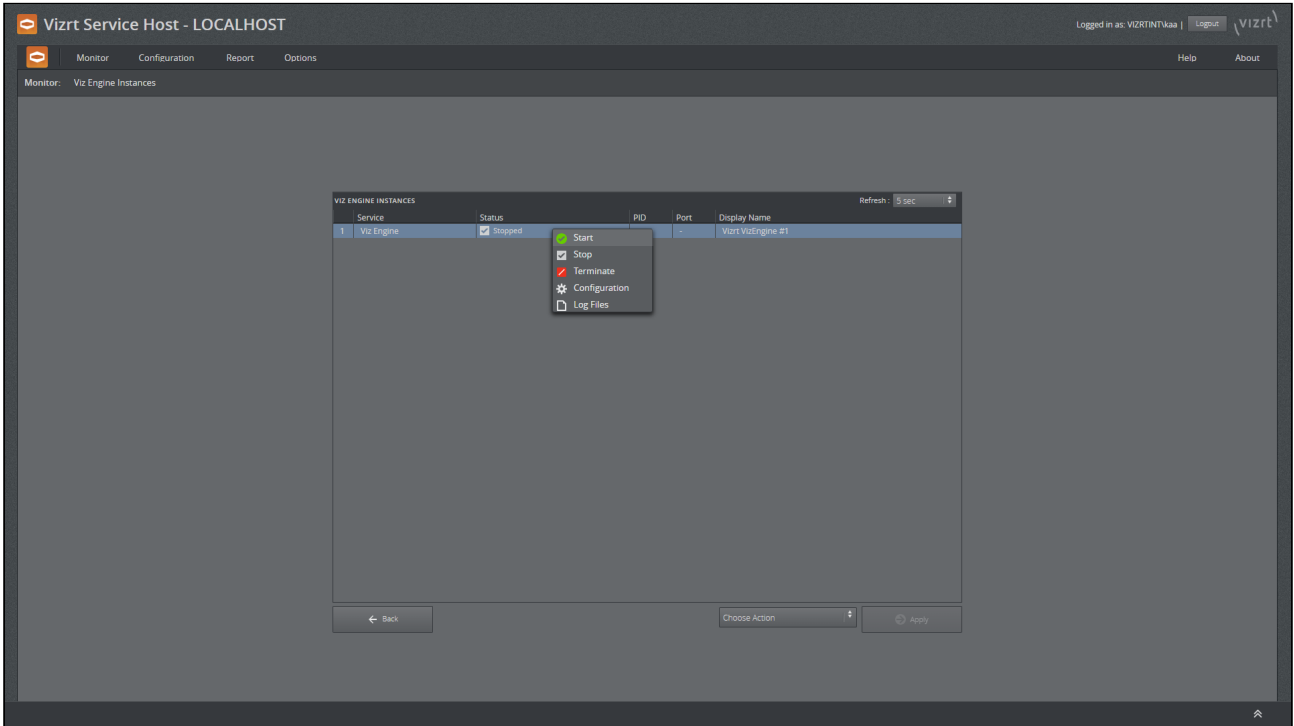 Vizrt Service Host - LOCALHOST
Logged in as: VIZRTINT\kaa | Logout vizrt
Monitor Configuration Report Options Help About
Monitor: Viz Engine Instances
VIZ ENGINE INSTANCES Refresh : 5 sec
Service Status PID Port Display Name
1 Viz Engine Stopped - Vizrt VizEngine #1
Start
Stop
Terminate
Configuration
Log Files
Back Choose Action Apply